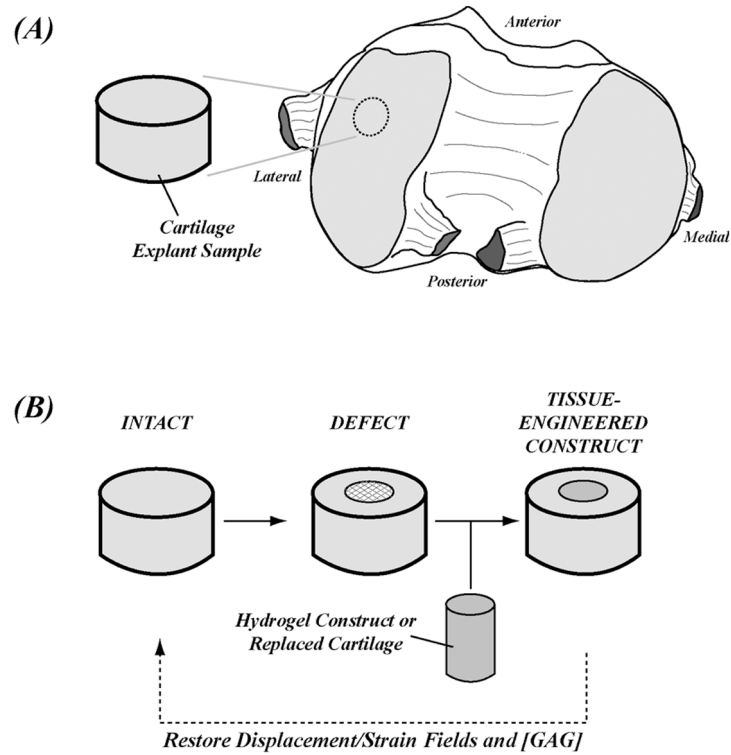 (A)
Anterior
Lateral
Cartilage
Explant Sample
Medial
Posterior
(B)
INTACT
DEFECT
TISSUE-
ENGINEERED
CONSTRUCT
Hydrogel Construct or
Replaced Cartilage
Restore Displacement/Strain Fields and [GAG]